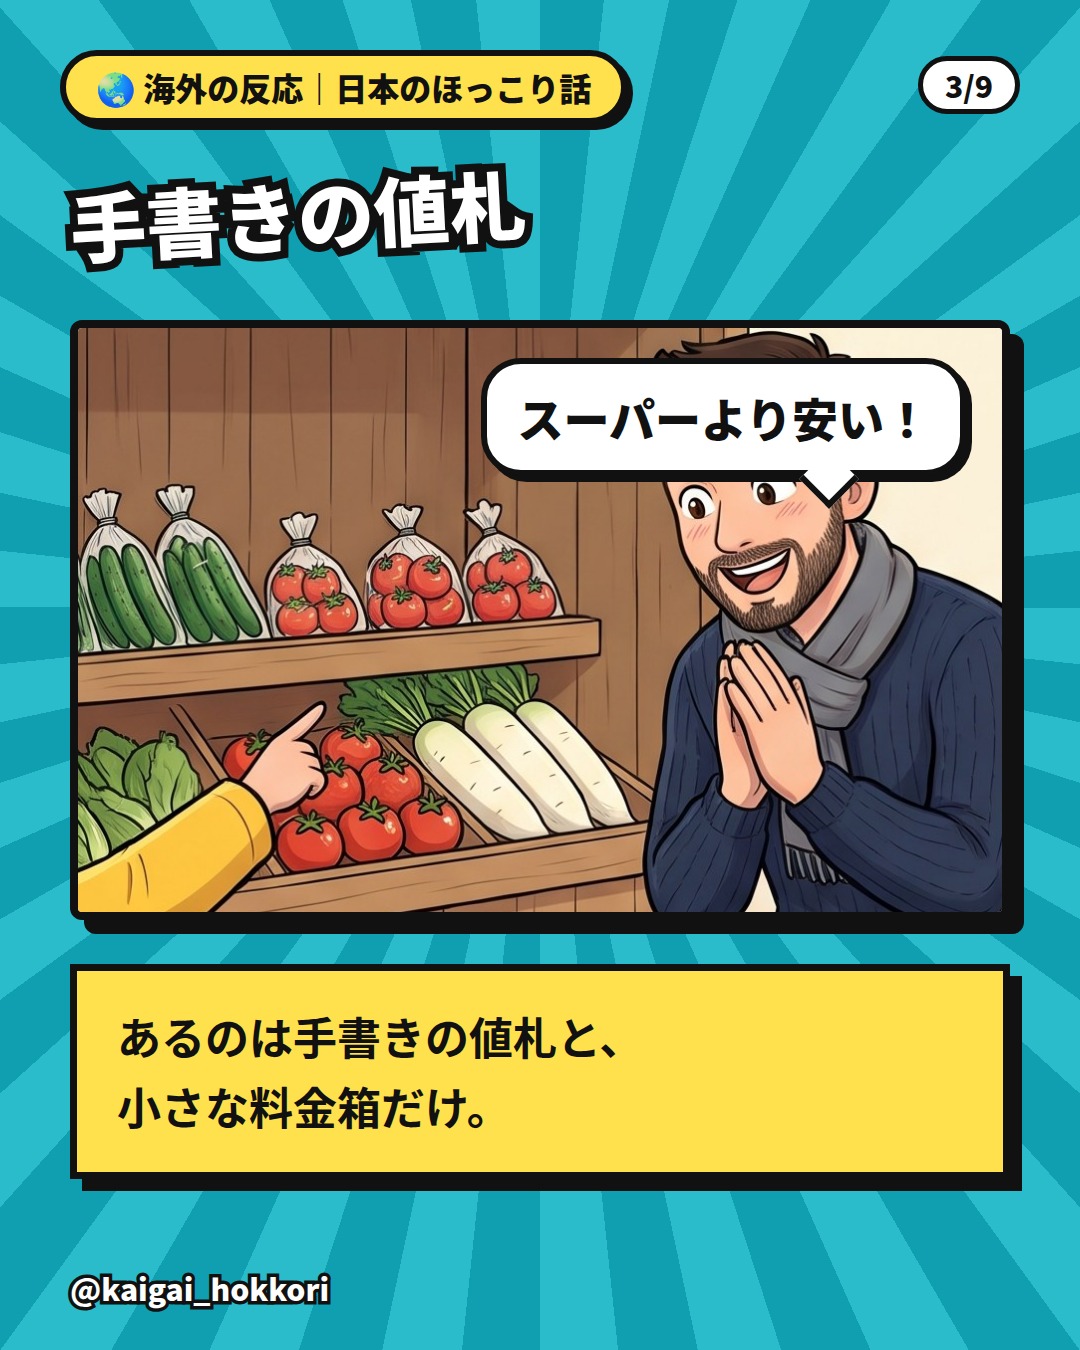 🌏 海外の反応｜日本のほっこり話
3/9
手書きの値札
スーパーより安い！
あるのは手書きの値札と、
小さな料金箱だけ。
@kaigai_hokkori